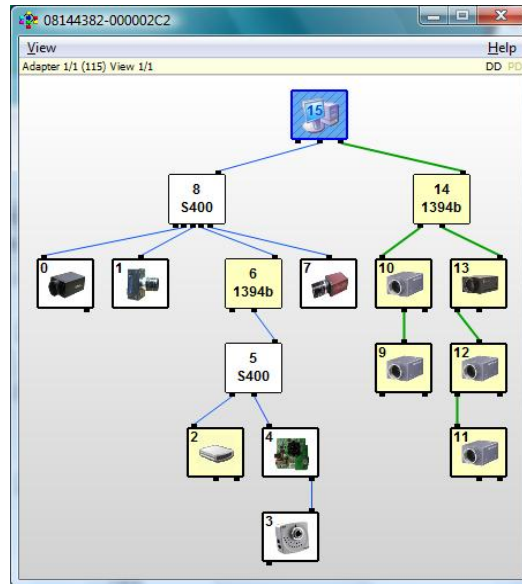 08144382-000002C2
View Help
Adapter 1/1 (115) View 1/1 DD PD
15
8
S400
14
1394b
0
1
6
1394b
7
10
13
5
S400
9
12
2
4
11
3